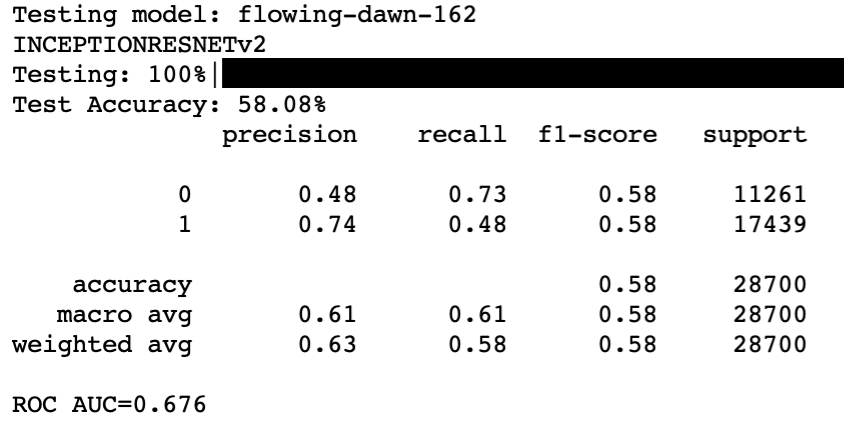 Testing model: flowing-dawn-162
INCEPTIONRESNETv2
Testing: 100%|
Test Accuracy: 58.08%
precision recall f1-score support
0 0.48 0.73 0.58 11261
1 0.74 0.48 0.58 17439
accuracy 0.58 28700
macro avg 0.61 0.61 0.58 28700
weighted avg 0.63 0.58 0.58 28700
ROC AUC=0.676